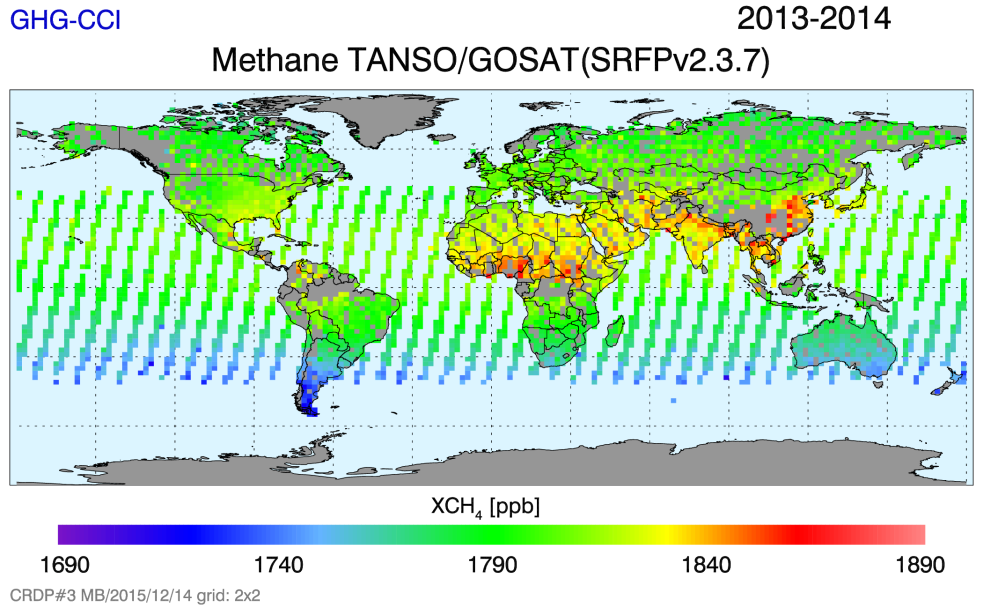 GHG-CCI
2013-2014
Methane TANSO/GOSAT(SRFPv2.3.7)
XCH₄ [ppb]
1690 1740 1790 1840 1890
CRDP#3 MB/2015/12/14 grid: 2x2